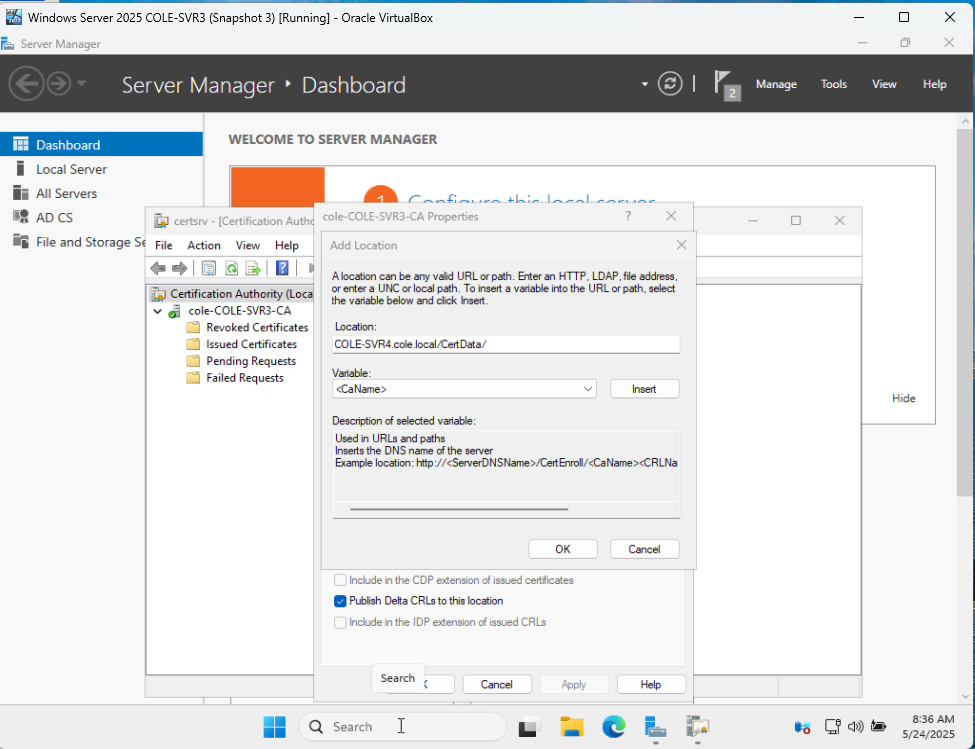 Windows Server 2025 COLE-SVR3 (Snapshot 3) [Running] - Oracle VirtualBox
Server Manager
Server Manager • Dashboard
2
Manage
Tools
View
Help
Dashboard
Local Server
All Servers
AD CS
File and Storage Se
WELCOME TO SERVER MANAGER
1 Configure this local server
Hide
certsrv - [Certification Autho
File
Action
View
Help
Certification Authority (Loca
cole-COLE-SVR3-CA
Revoked Certificates
Issued Certificates
Pending Requests
Failed Requests
cole-COLE-SVR3-CA Properties
?
Add Location
A location can be any valid URL or path. Enter an HTTP, LDAP, file address,
or enter a UNC or local path. To insert a variable into the URL or path, select
the variable below and click Insert.
Location:
COLE-SVR4.cole.local/CertData/
Variable:
<CaName>
Insert
Description of selected variable:
Used in URLs and paths
Inserts the DNS name of the server
Example location: http://<ServerDNSName>/CertEnroll/<CaName><CRLNa
OK
Cancel
Include in the CDP extension of issued certificates
Publish Delta CRLs to this location
Include in the IDP extension of issued CRLs
Search
K
Cancel
Apply
Help
Search
8:36 AM
5/24/2025